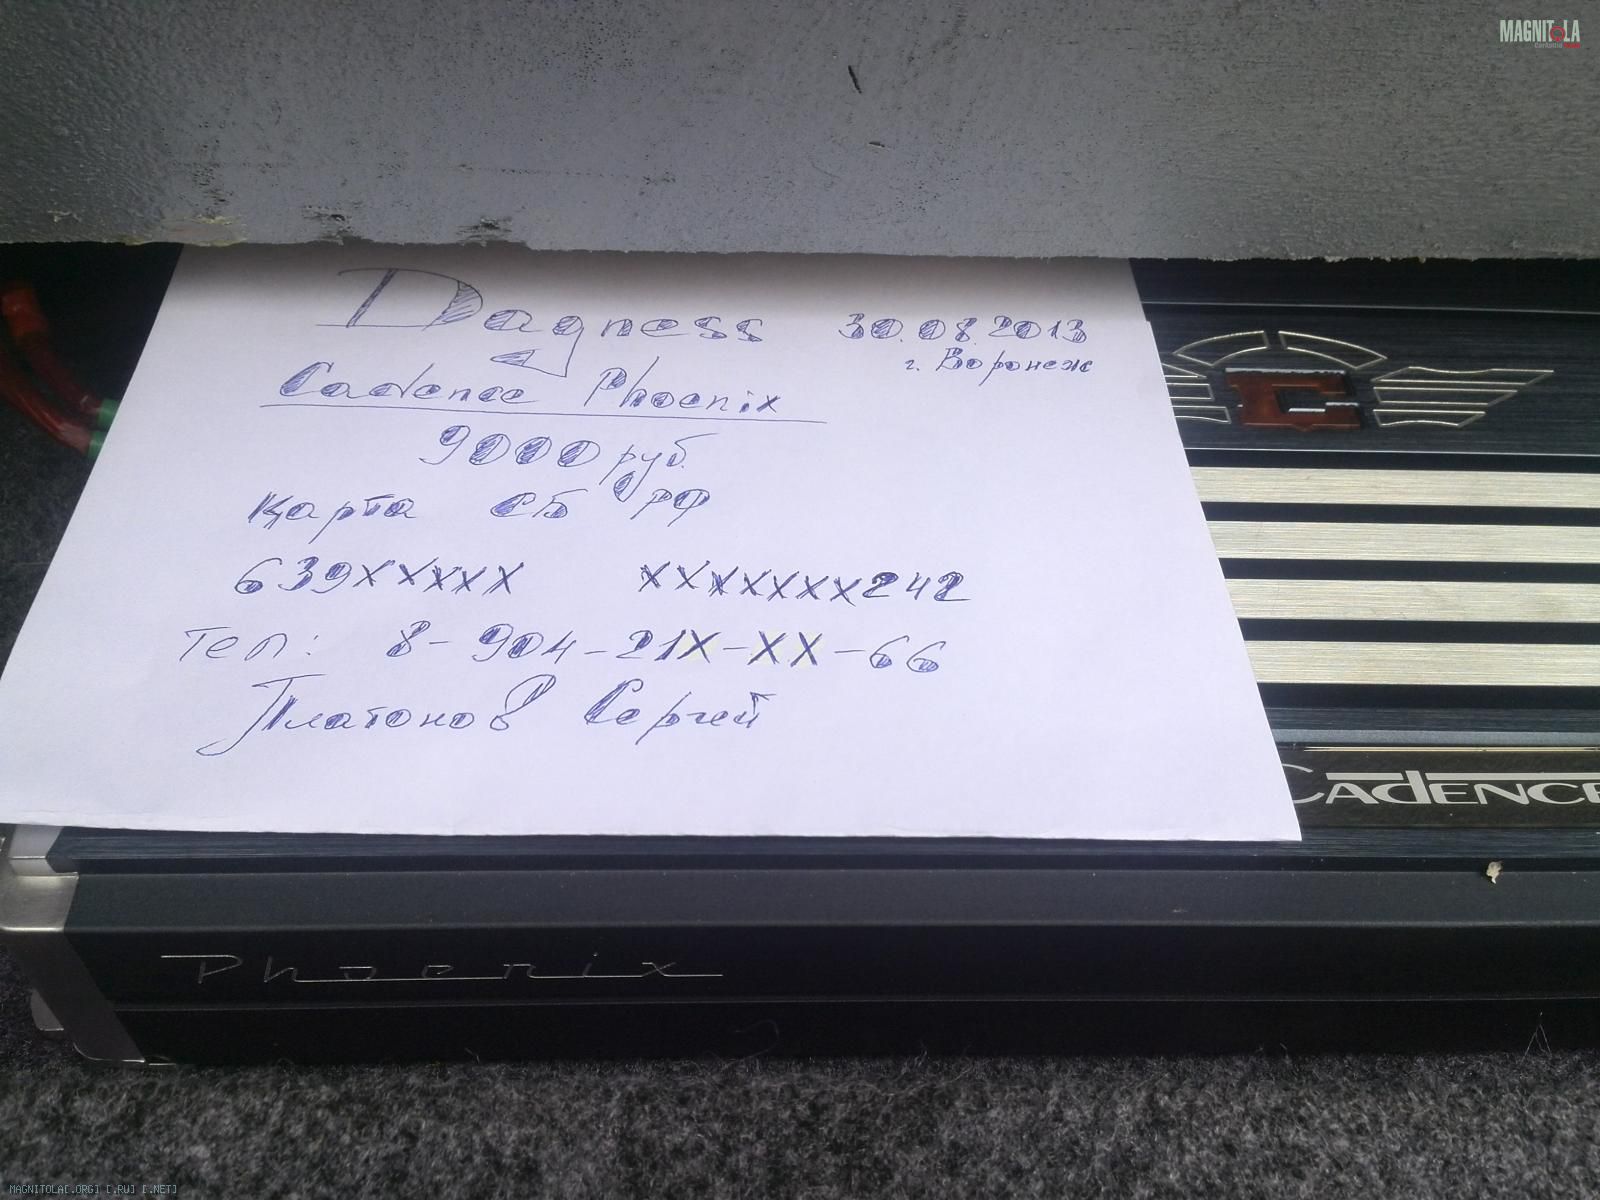 MAGNITOLA
Dagness 30.08.2013
г. Воронеж
Cadence Phoenix
9000 руб.
Карта СБ РФ
639XXXXX XXXXXXX242
Тел: 8-904-21X-XX-66
Платонов Сергей
CADENCE
Phoenix
MAGNITOLA[.ORG] [.RU] [.NET]